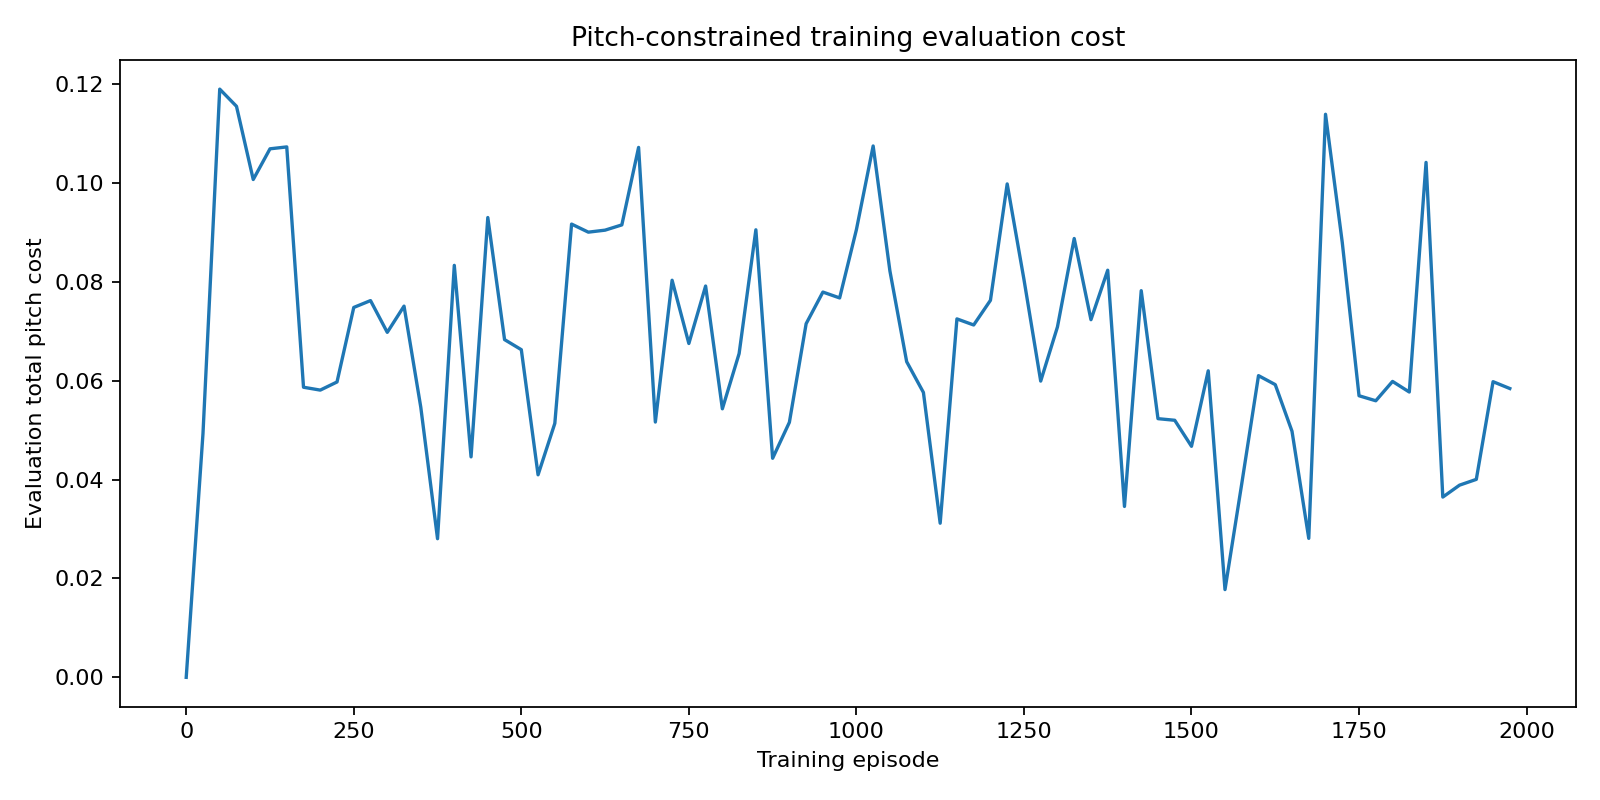 Pitch-constrained training evaluation cost
Evaluation total pitch cost
0.12
0.10
0.08
0.06
0.04
0.02
0.00
0 250 500 750 1000 1250 1500 1750 2000
Training episode